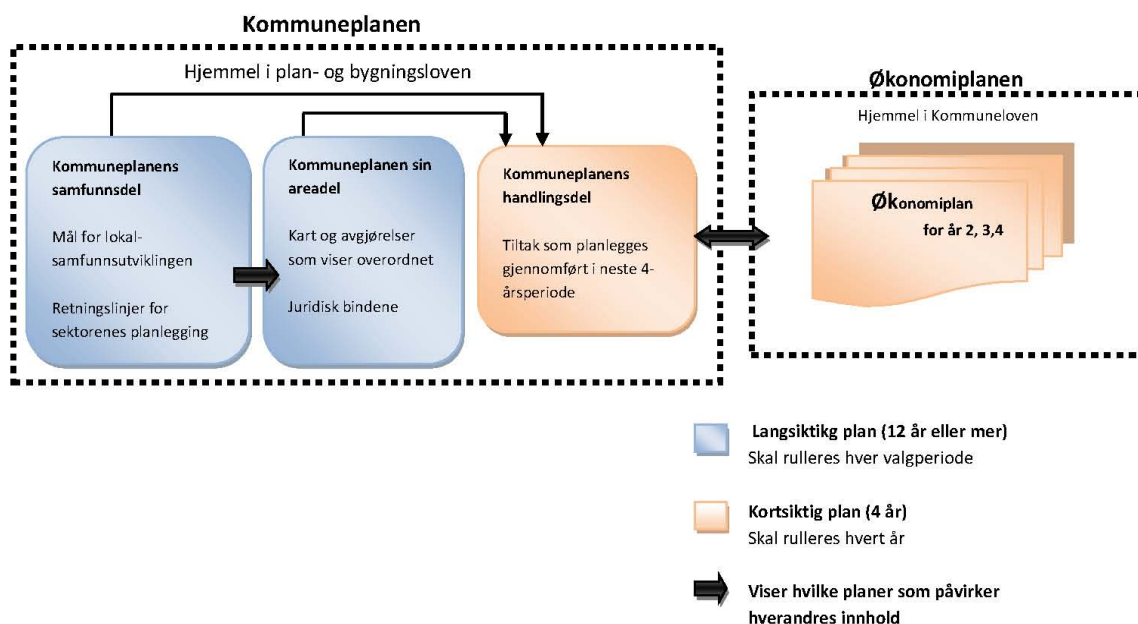 Kommuneplanen
Hjemmel i plan- og bygningsloven
Kommuneplanens
samfunnsdel
Mål for lokal-
samfunnsutviklingen
Retningslinjer for
sektorenes planlegging
Kommuneplanen sin
areadel
Kart og avgjørelser
som viser overordnet
Juridisk bindene
Kommuneplanens
handlingsdel
Tiltak som planlegges
gjennomført i neste 4-
årsperiode
Økonomiplanen
Hjemmel i Kommuneloven
Økonomiplan
for år 2, 3,4
Langsiktikg plan (12 år eller mer)
Skal rulleres hver valgperiode
Kortsiktig plan (4 år)
Skal rulleres hvert år
Viser hvilke planer som påvirker
hverandres innhold